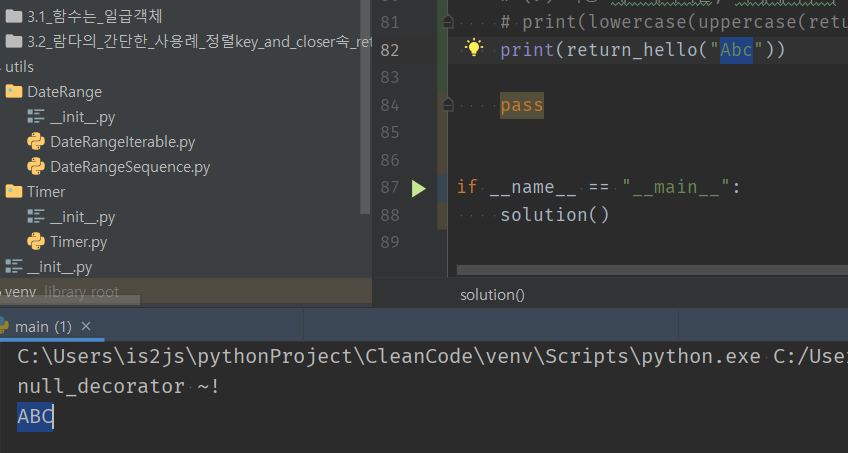 3.1_함수는_일급객체
3.2_람다의_간단한_사용례_정렬key_and_closer속_ret
utils
DateRange
__init__.py
DateRangeIterable.py
DateRangeSequence.py
Timer
__init__.py
Timer.py
__init__.py
venv library root
81 # print(lowercase(uppercase(retu
82 print(return_hello("Abc"))
83
84 pass
85
86
87 if __name__ == "__main__":
88 solution()
89
solution()
main (1) ×
C:\Users\is2js\pythonProject\CleanCode\venv\Scripts\python.exe C:/Use
null_decorator ~!
ABC